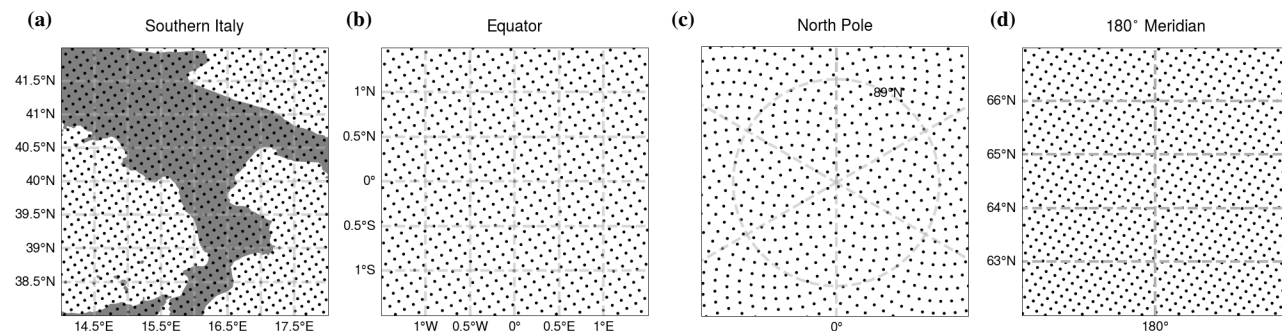 (a) Southern Italy
41.5°N
41°N
40.5°N
40°N
39.5°N
39°N
38.5°N
14.5°E 15.5°E 16.5°E 17.5°E
(b) Equator
1°N
0.5°N
0°
0.5°S
1°S
1°W 0.5°W 0° 0.5°E 1°E
(c) North Pole
89°N
0°
(d) 180° Meridian
66°N
65°N
64°N
63°N
180°